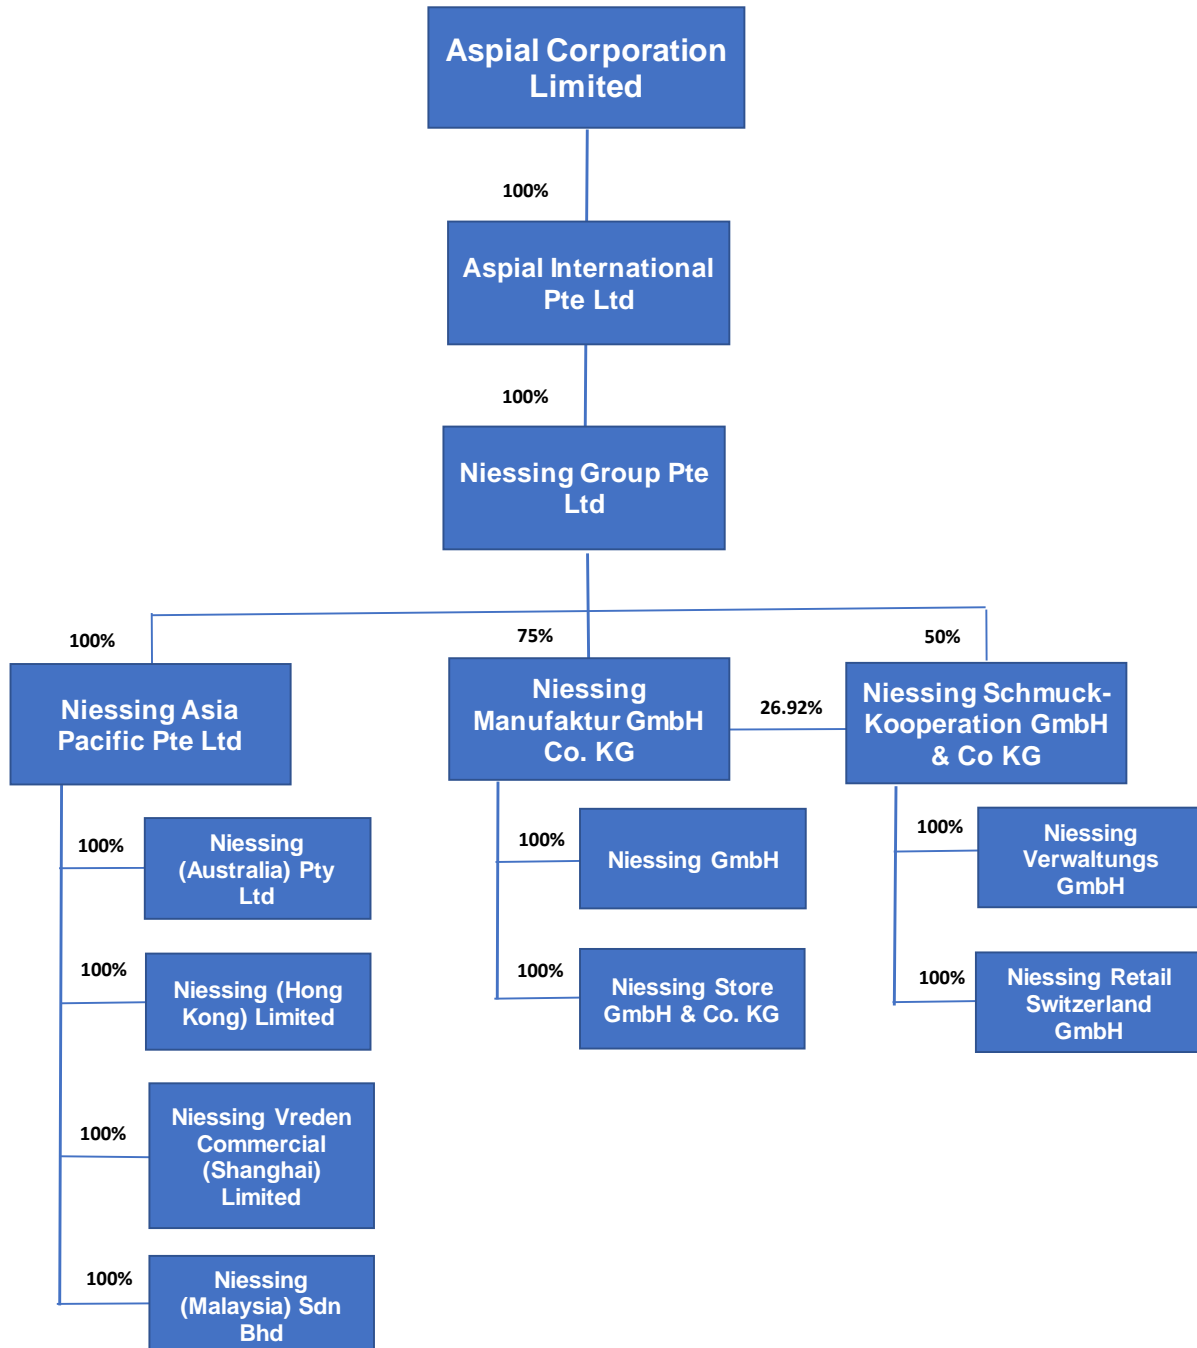 Aspial Corporation
Limited
100%
Aspial International
Pte Ltd
100%
Niessing Group Pte
Ltd
100%
75%
50%
Niessing Asia
Pacific Pte Ltd
Niessing
Manufaktur GmbH
Co. KG
26.92%
Niessing Schmuck-
Kooperation GmbH
& Co KG
100%
Niessing
(Australia) Pty
Ltd
100%
Niessing GmbH
100%
Niessing
Verwaltungs
GmbH
100%
Niessing (Hong
Kong) Limited
100%
Niessing Store
GmbH & Co. KG
100%
Niessing Retail
Switzerland
GmbH
100%
Niessing Vreden
Commercial
(Shanghai)
Limited
100%
Niessing
(Malaysia) Sdn
Bhd